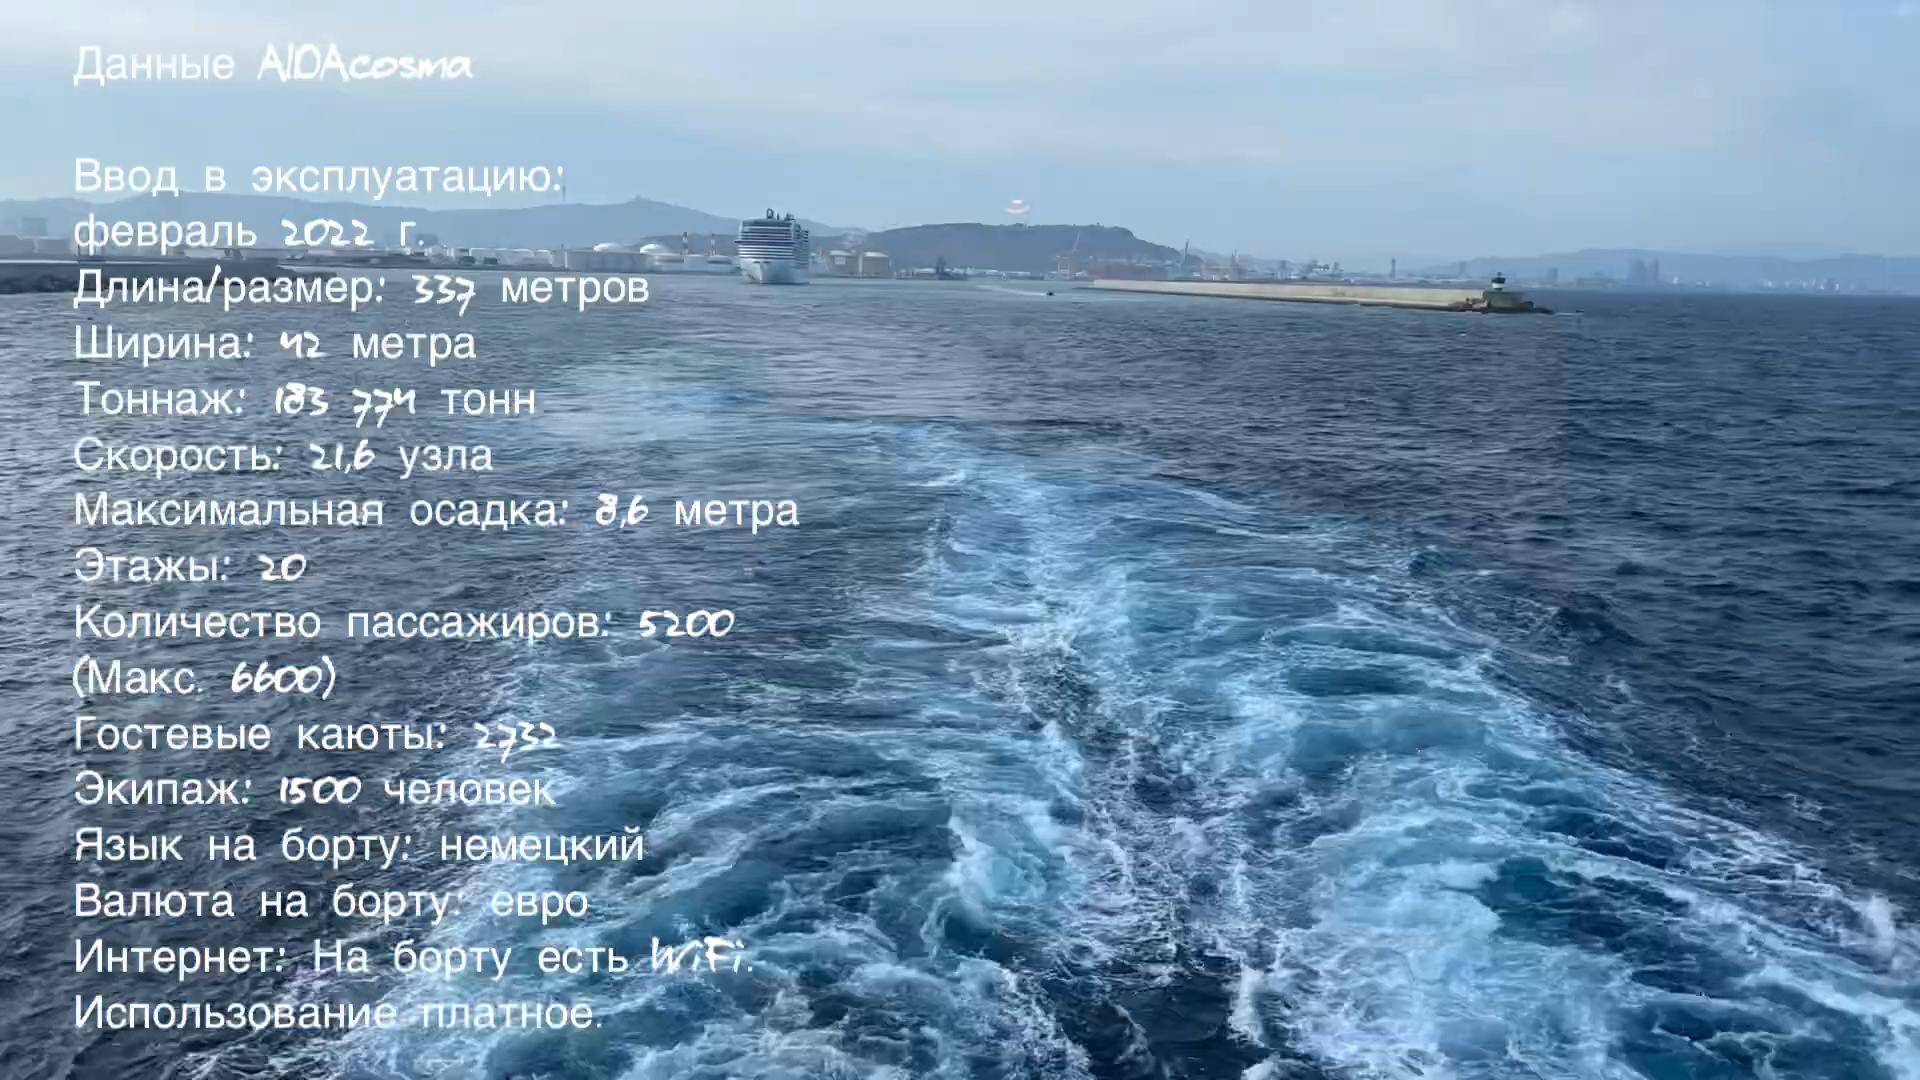 Данные AIDAcosma
Ввод в эксплуатацию:
февраль 2022 г.
Длина/размер: 337 метров
Ширина: 42 метра
Тоннаж: 183 774 тонн
Скорость: 21,6 узла
Максимальная осадка: 8,6 метра
Этажы: 20
Количество пассажиров: 5200
(Макс. 6600)
Гостевые каюты: 2732
Экипаж: 1500 человек
Язык на борту: немецкий
Валюта на борту: евро
Интернет: На борту есть WiFi.
Использование платное.